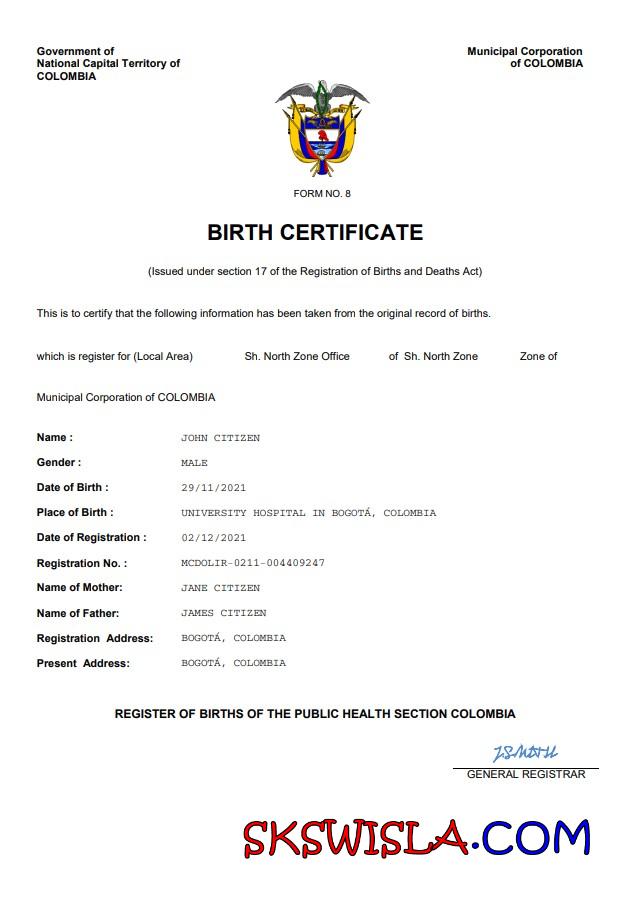 Government of
National Capital Territory of
COLOMBIA
Municipal Corporation
of COLOMBIA
FORM NO. 8
BIRTH CERTIFICATE
(Issued under section 17 of the Registration of Births and Deaths Act)
This is to certify that the following information has been taken from the original record of births.
which is register for (Local Area) Sh. North Zone Office of Sh. North Zone Zone of
Municipal Corporation of COLOMBIA
Name : JOHN CITIZEN
Gender : MALE
Date of Birth : 29/11/2021
Place of Birth : UNIVERSITY HOSPITAL IN BOGOTÁ, COLOMBIA
Date of Registration : 02/12/2021
Registration No. : MCDOLIR-0211-004409247
Name of Mother: JANE CITIZEN
Name of Father: JAMES CITIZEN
Registration Address: BOGOTÁ, COLOMBIA
Present Address: BOGOTÁ, COLOMBIA
REGISTER OF BIRTHS OF THE PUBLIC HEALTH SECTION COLOMBIA
GENERAL REGISTRAR
SKSWISLA.COM